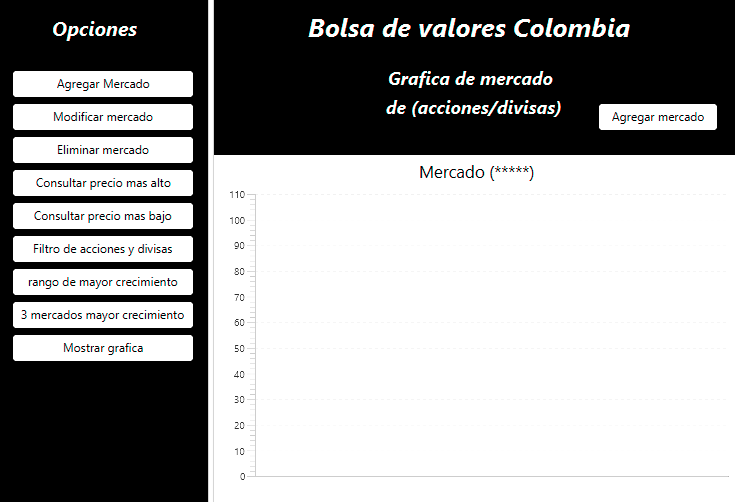 Opciones
Agregar Mercado
Modificar mercado
Eliminar mercado
Consultar precio mas alto
Consultar precio mas bajo
Filtro de acciones y divisas
rango de mayor crecimiento
3 mercados mayor crecimiento
Mostrar grafica
Bolsa de valores Colombia
Grafica de mercado
de (acciones/divisas)
Agregar mercado
Mercado (*****)
110
100
90
80
70
60
50
40
30
20
10
0